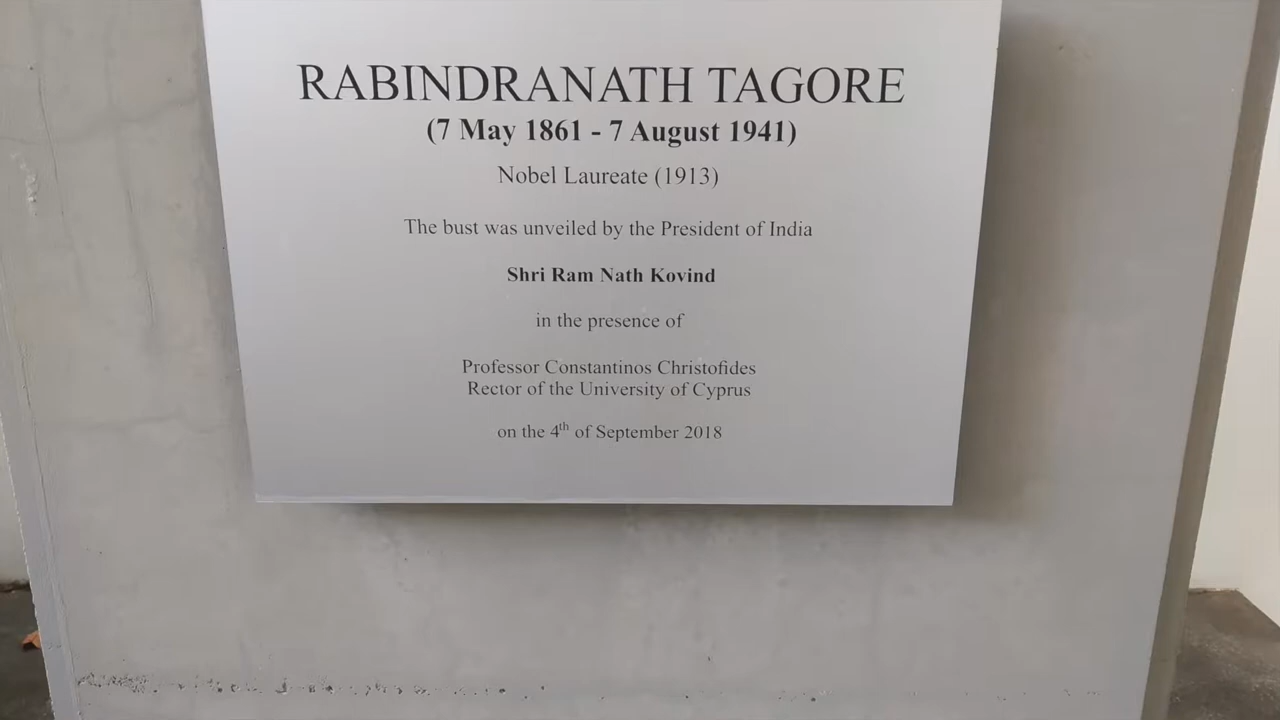 RABINDRANATH TAGORE
(7 May 1861 - 7 August 1941)
Nobel Laureate (1913)
The bust was unveiled by the President of India
Shri Ram Nath Kovind
in the presence of
Professor Constantinos Christofides
Rector of the University of Cyprus
on the 4th of September 2018